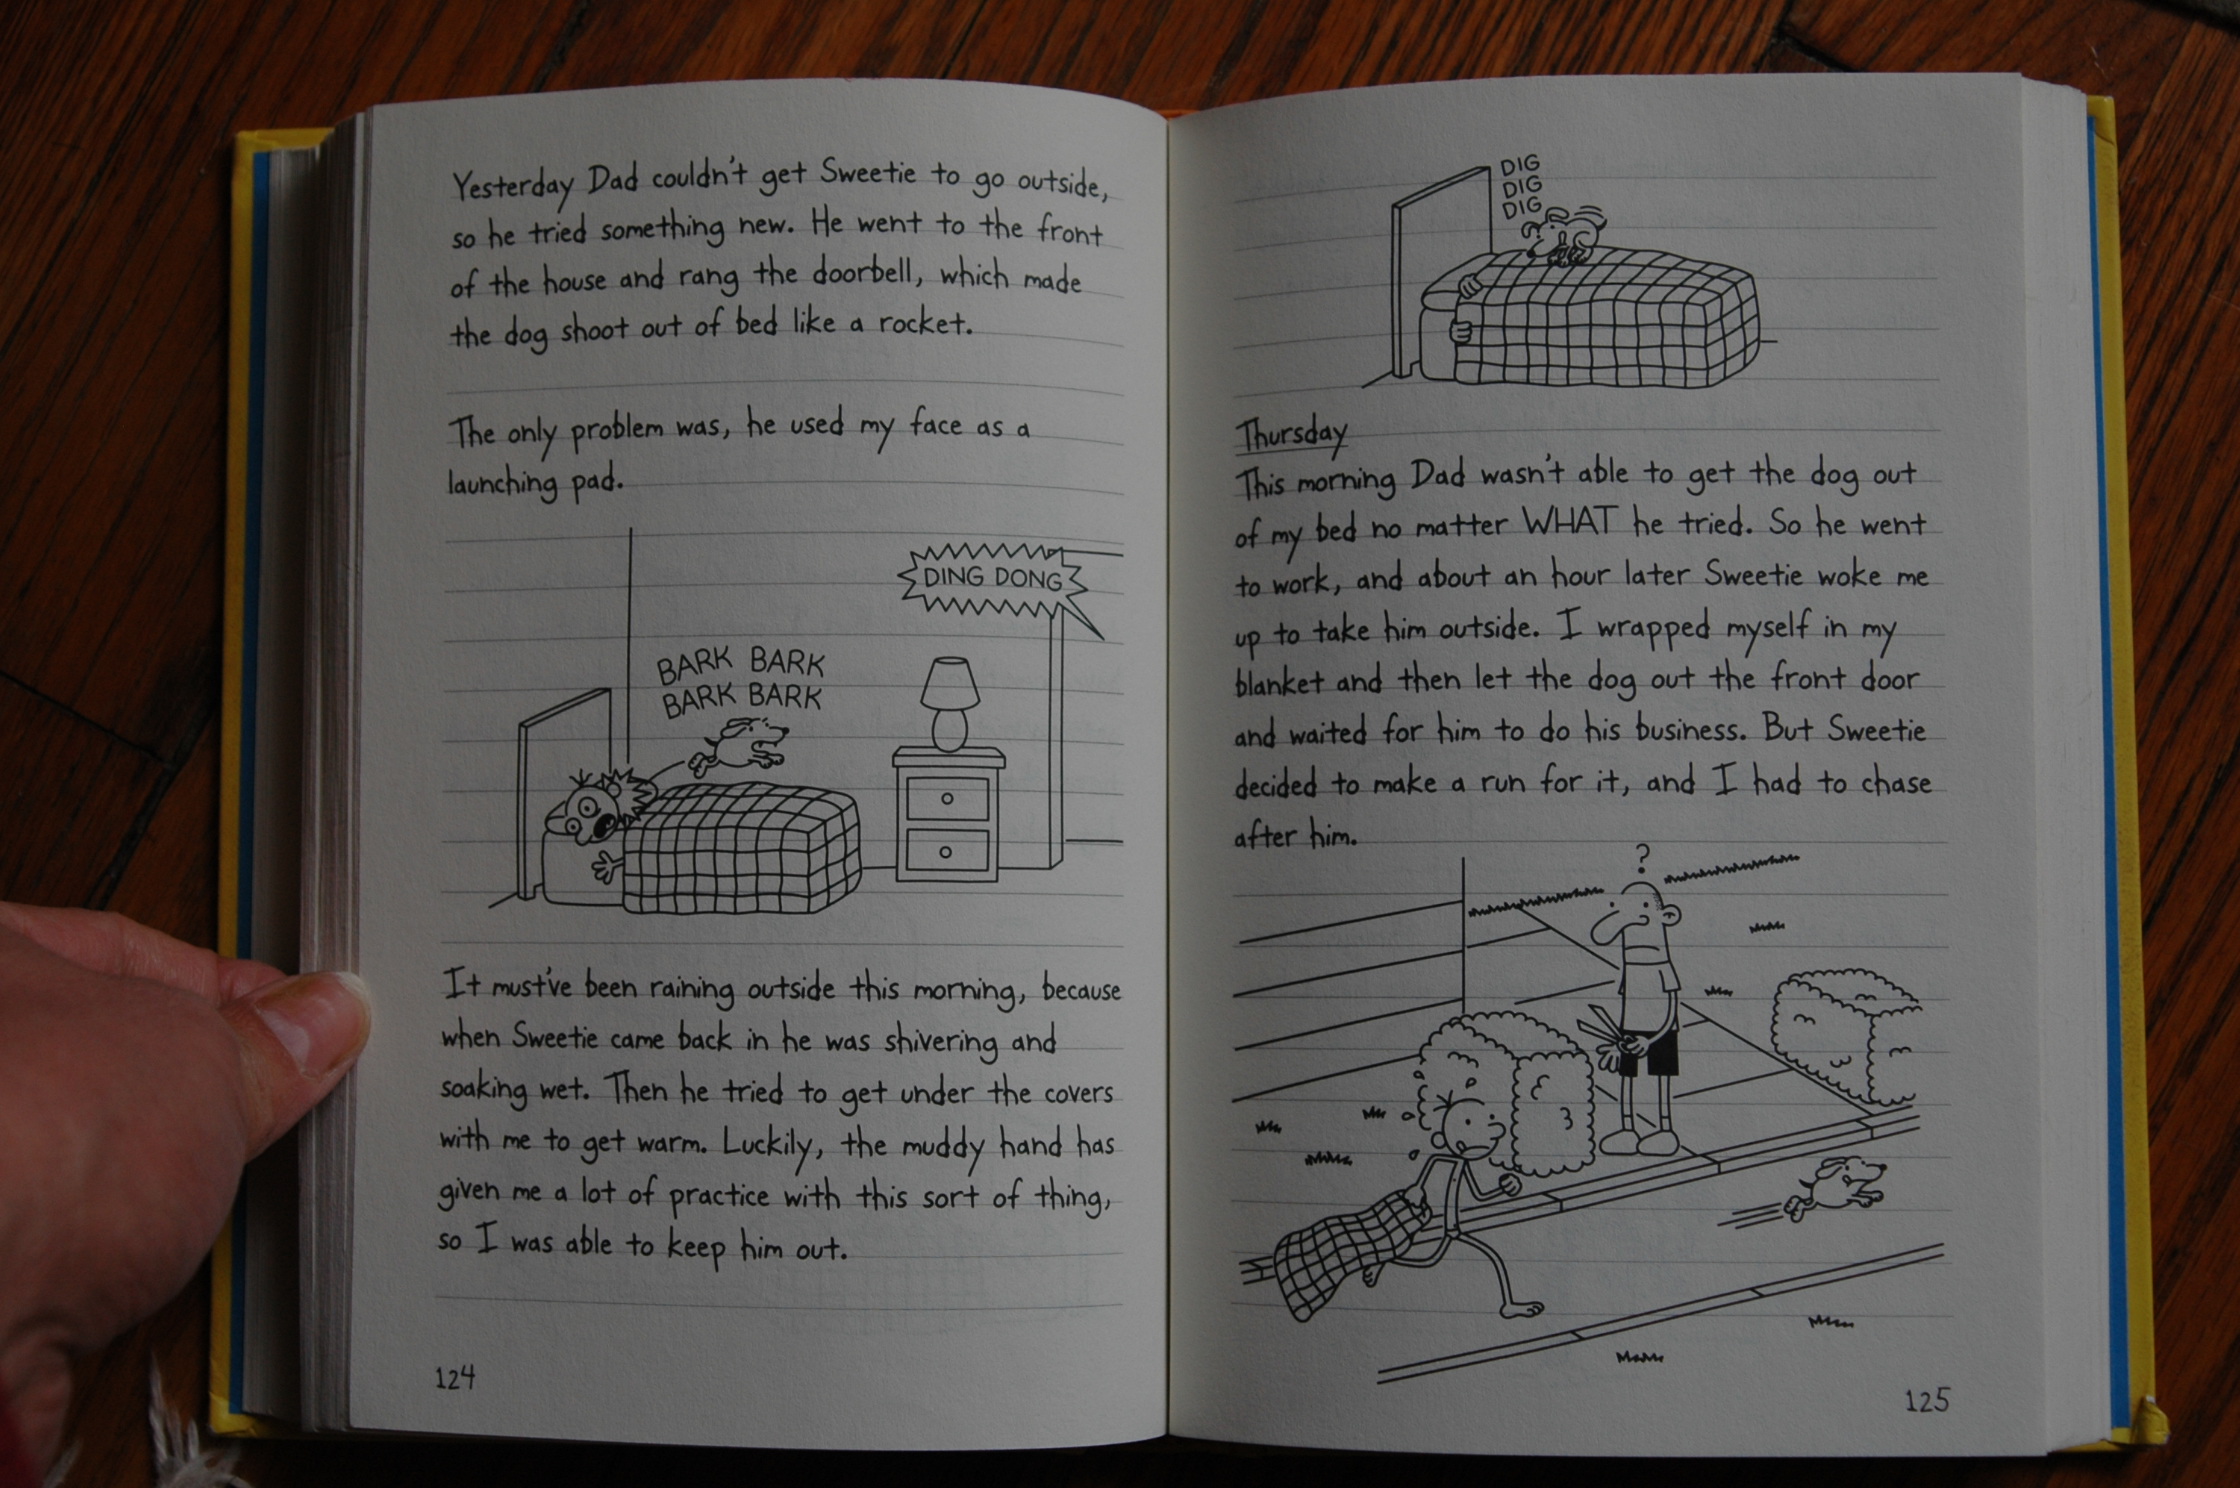 Yesterday Dad couldn't get Sweetie to go outside,
so he tried something new. He went to the front
of the house and rang the doorbell, which made
the dog shoot out of bed like a rocket.
The only problem was, he used my face as a
launching pad.
DING DONG
BARK BARK
BARK BARK
It must've been raining outside this morning, because
when Sweetie came back in he was shivering and
soaking wet. Then he tried to get under the covers
with me to get warm. Luckily, the muddy hand has
given me a lot of practice with this sort of thing,
so I was able to keep him out.
124
DIG
DIG
DIG
Thursday
This morning Dad wasn't able to get the dog out
of my bed no matter WHAT he tried. So he went
to work, and about an hour later Sweetie woke me
up to take him outside. I wrapped myself in my
blanket and then let the dog out the front door
and waited for him to do his business. But Sweetie
decided to make a run for it, and I had to chase
after him.
?
125